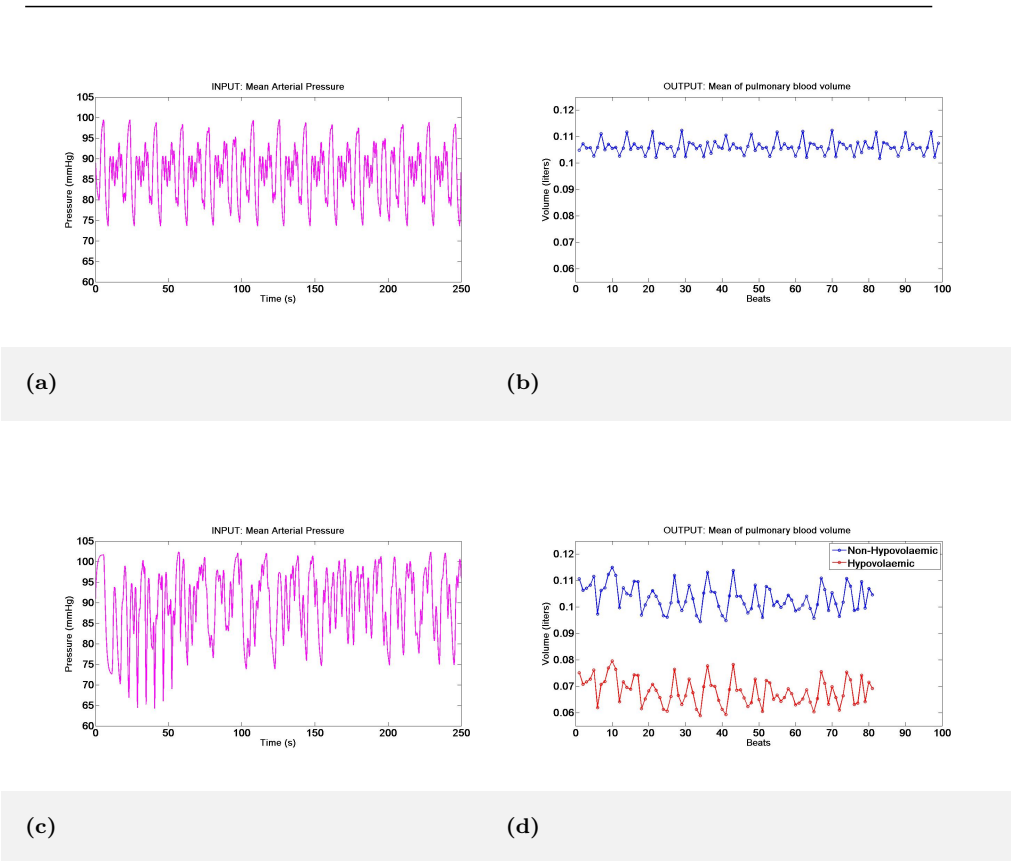 INPUT: Mean Arterial Pressure
105
100
95
90
85
80
75
70
65
60
Pressure (mmHg)
0 50 100 150 200 250
Time (s)
OUTPUT: Mean of pulmonary blood volume
0.12
0.11
0.1
0.09
0.08
0.07
0.06
Volume (liters)
0 10 20 30 40 50 60 70 80 90 100
Beats
(a) (b)
INPUT: Mean Arterial Pressure
105
100
95
90
85
80
75
70
65
60
Pressure (mmHg)
0 50 100 150 200 250
Time (s)
OUTPUT: Mean of pulmonary blood volume
Non-Hypovolaemic
Hypovolaemic
0.12
0.11
0.1
0.09
0.08
0.07
0.06
Volume (liters)
0 10 20 30 40 50 60 70 80 90 100
Beats
(c) (d)